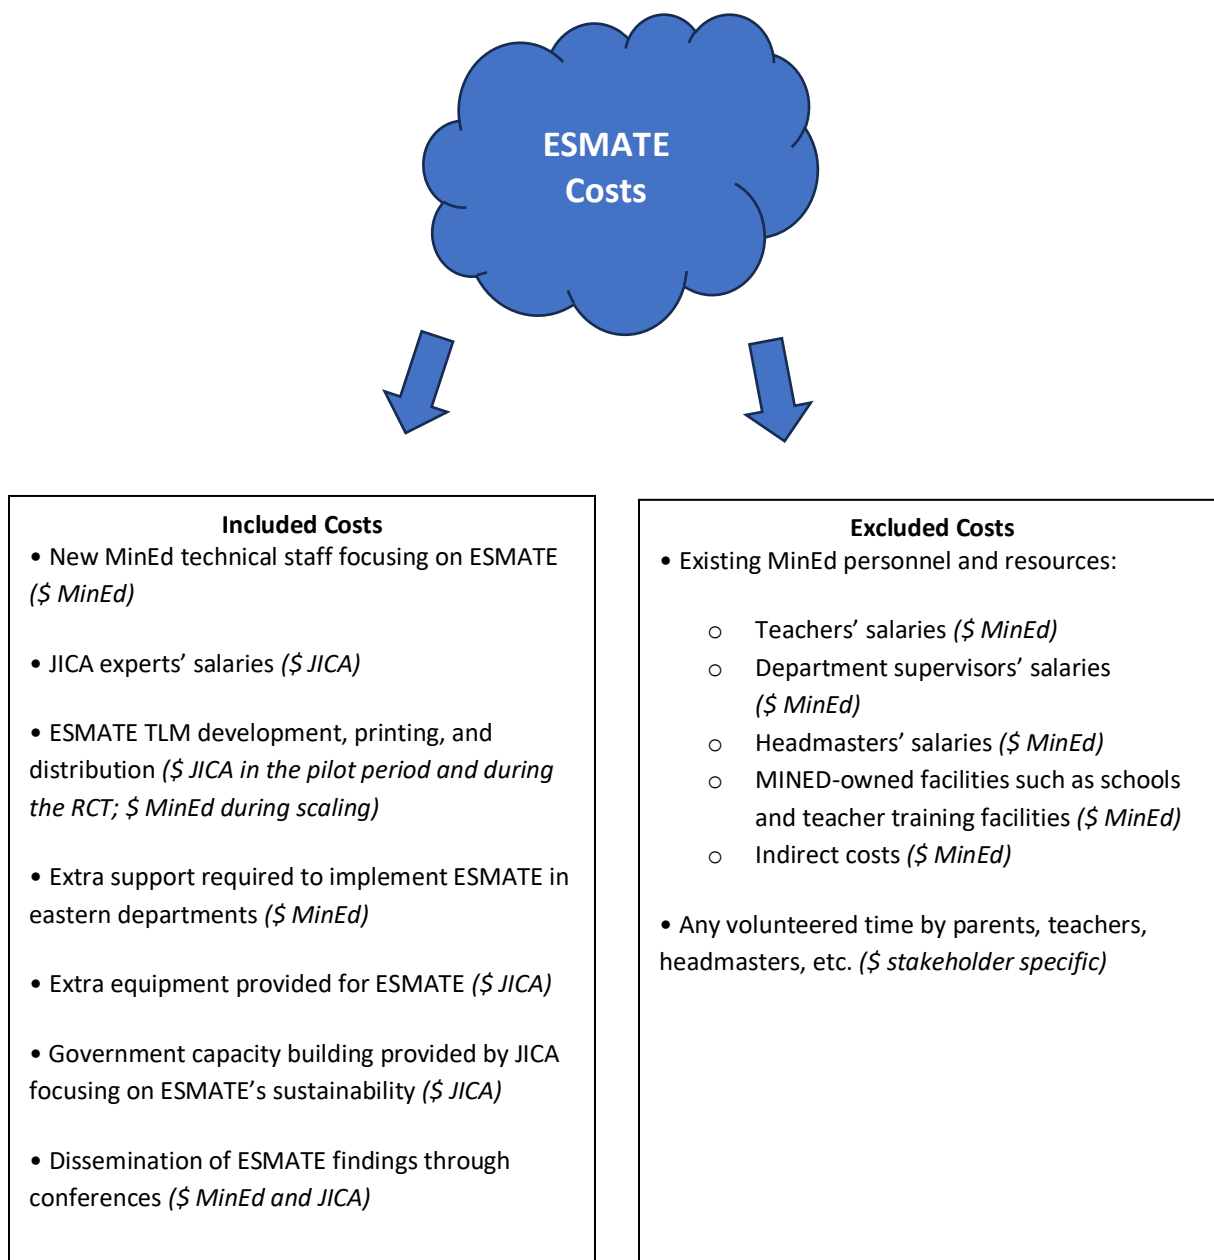 ESMATE
Costs
Included Costs
• New MinEd technical staff focusing on ESMATE
($ MinEd)
• JICA experts’ salaries ($ JICA)
• ESMATE TLM development, printing, and
distribution ($ JICA in the pilot period and during
the RCT; $ MinEd during scaling)
• Extra support required to implement ESMATE in
eastern departments ($ MinEd)
• Extra equipment provided for ESMATE ($ JICA)
• Government capacity building provided by JICA
focusing on ESMATE’s sustainability ($ JICA)
• Dissemination of ESMATE findings through
conferences ($ MinEd and JICA)
Excluded Costs
• Existing MinEd personnel and resources:
o Teachers’ salaries ($ MinEd)
o Department supervisors’ salaries
($ MinEd)
o Headmasters’ salaries ($ MinEd)
o MINED-owned facilities such as schools
and teacher training facilities ($ MinEd)
o Indirect costs ($ MinEd)
• Any volunteered time by parents, teachers,
headmasters, etc. ($ stakeholder specific)